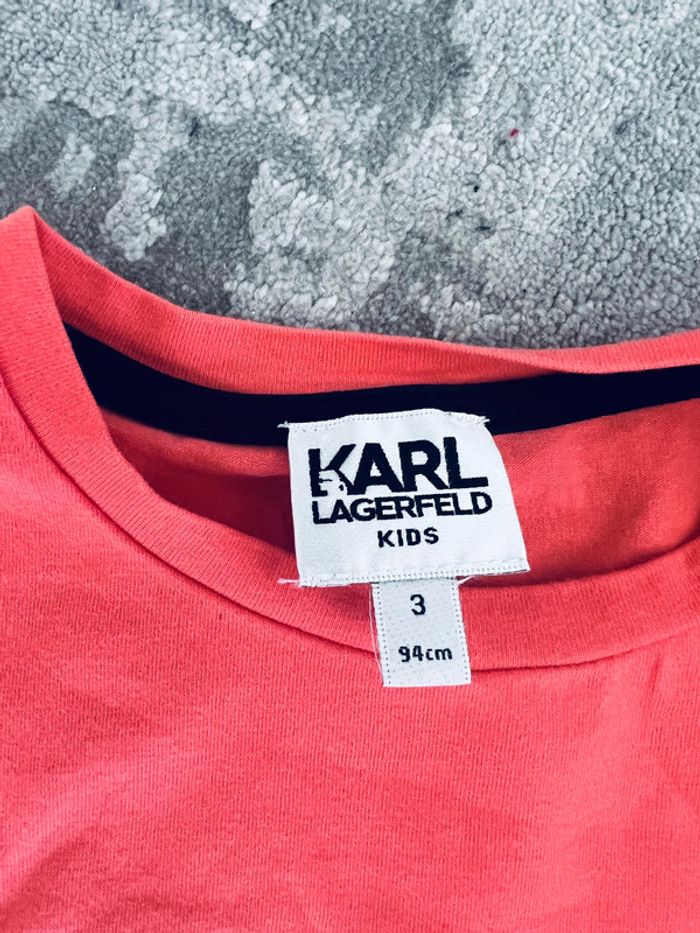 KARL
LAGERFELD
KIDS
3
94cm